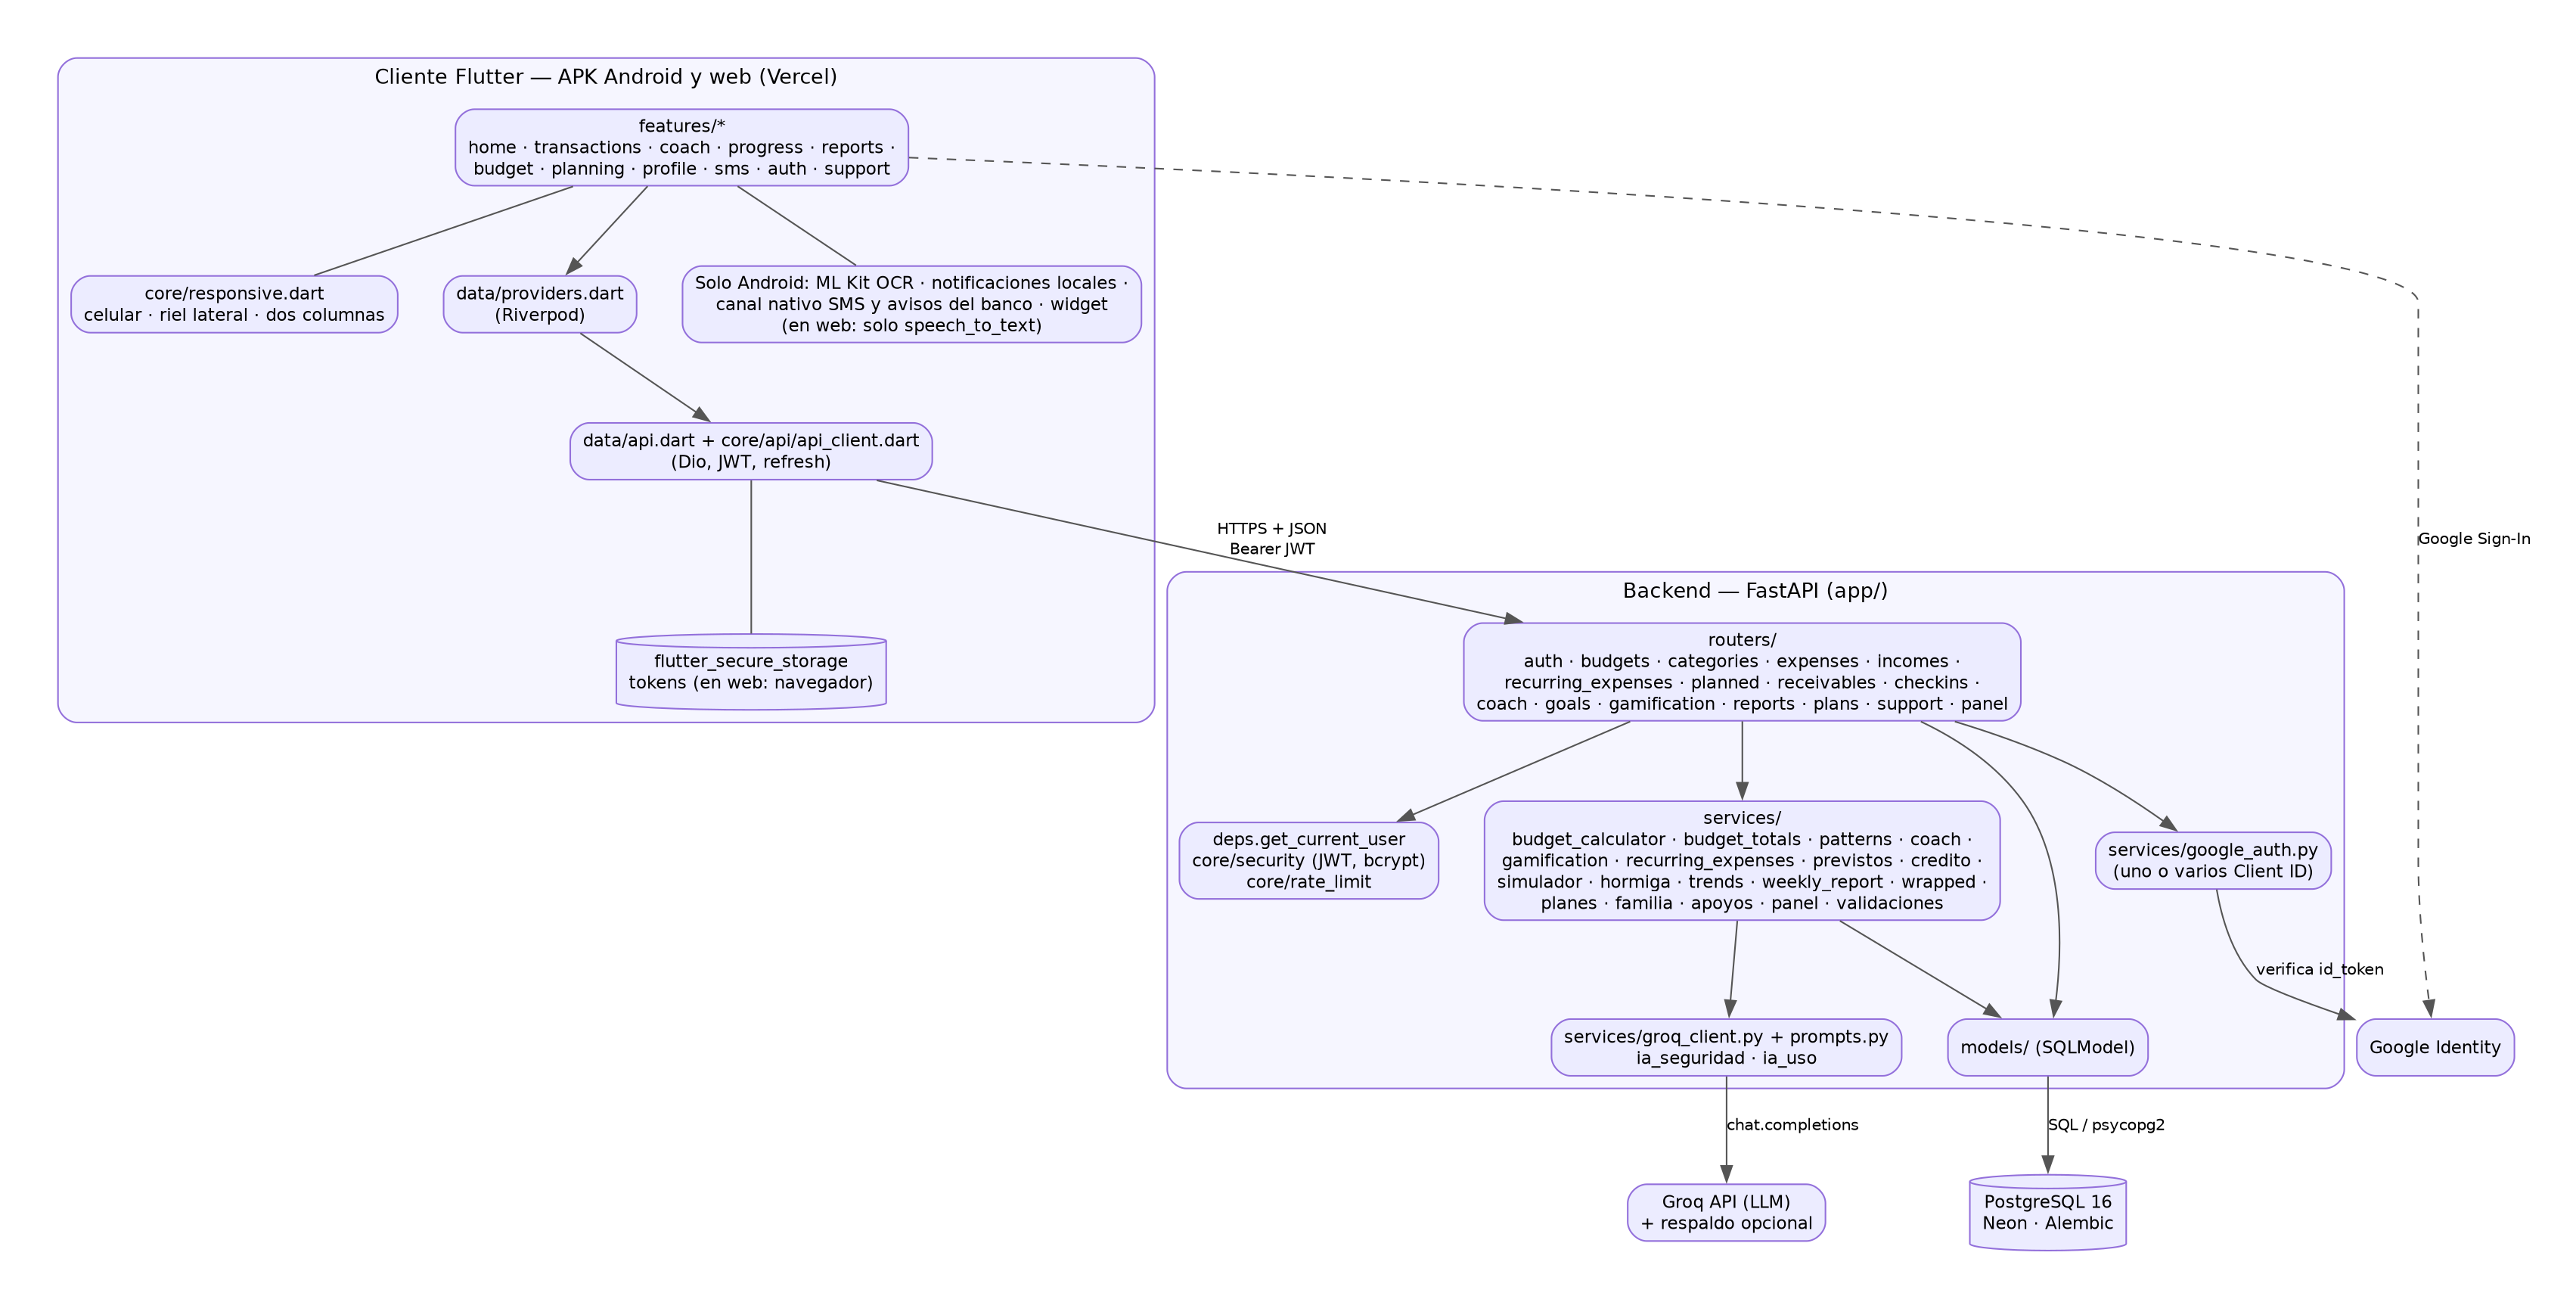 Cliente Flutter — APK Android y web (Vercel)
features/*
home · transactions · coach · progress · reports ·
budget · planning · profile · sms · auth · support
core/responsive.dart
celular · riel lateral · dos columnas
data/providers.dart
(Riverpod)
Solo Android: ML Kit OCR · notificaciones locales ·
canal nativo SMS y avisos del banco · widget
(en web: solo speech_to_text)
data/api.dart + core/api/api_client.dart
(Dio, JWT, refresh)
HTTPS + JSON
Bearer JWT
Google Sign-In
flutter_secure_storage
tokens (en web: navegador)
Backend — FastAPI (app/)
routers/
auth · budgets · categories · expenses · incomes ·
recurring_expenses · planned · receivables · checkins ·
coach · goals · gamification · reports · plans · support · panel
deps.get_current_user
core/security (JWT, bcrypt)
core/rate_limit
services/
budget_calculator · budget_totals · patterns · coach ·
gamification · recurring_expenses · previstos · credito ·
simulador · hormiga · trends · weekly_report · wrapped ·
planes · familia · apoyos · panel · validaciones
services/google_auth.py
(uno o varios Client ID)
verifica id_token
services/groq_client.py + prompts.py
ia_seguridad · ia_uso
models/ (SQLModel)
Google Identity
chat.completions
SQL / psycopg2
Groq API (LLM)
+ respaldo opcional
PostgreSQL 16
Neon · Alembic